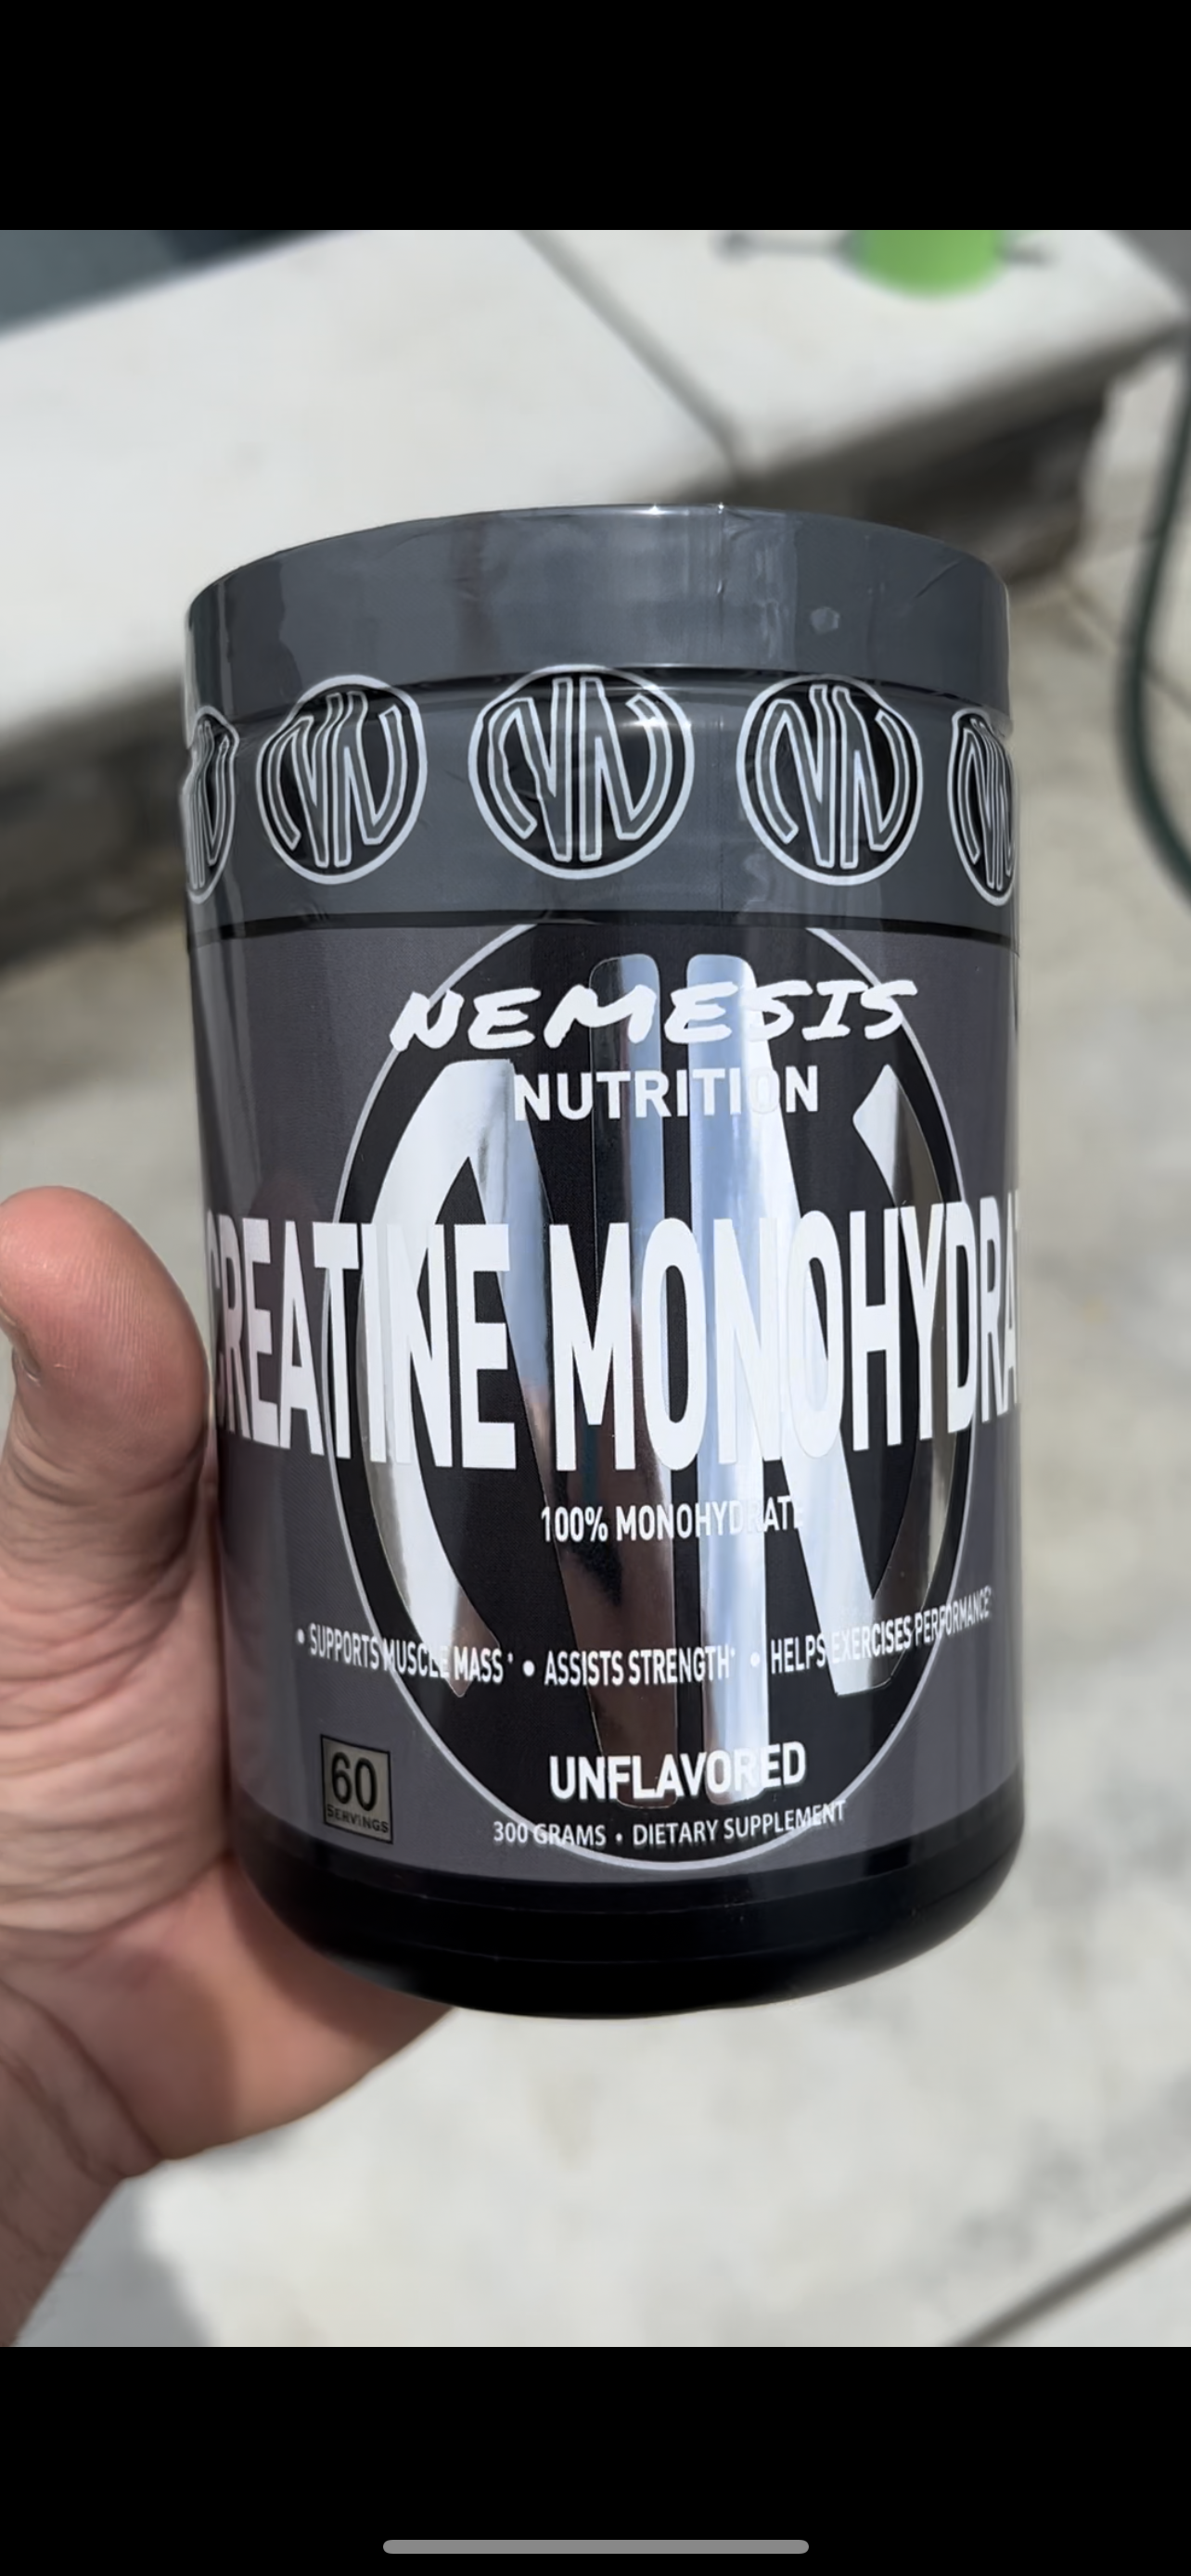 NEMESIS
NUTRITION
CREATINE MONOHYDRA
100% MONOHYDRATE
• SUPPORTS MUSCLE MASS* • ASSISTS STRENGTH* • HELPS EXERCISES PERFORMANCE*
UNFLAVORED
60
SERVINGS
300 GRAMS • DIETARY SUPPLEMENT